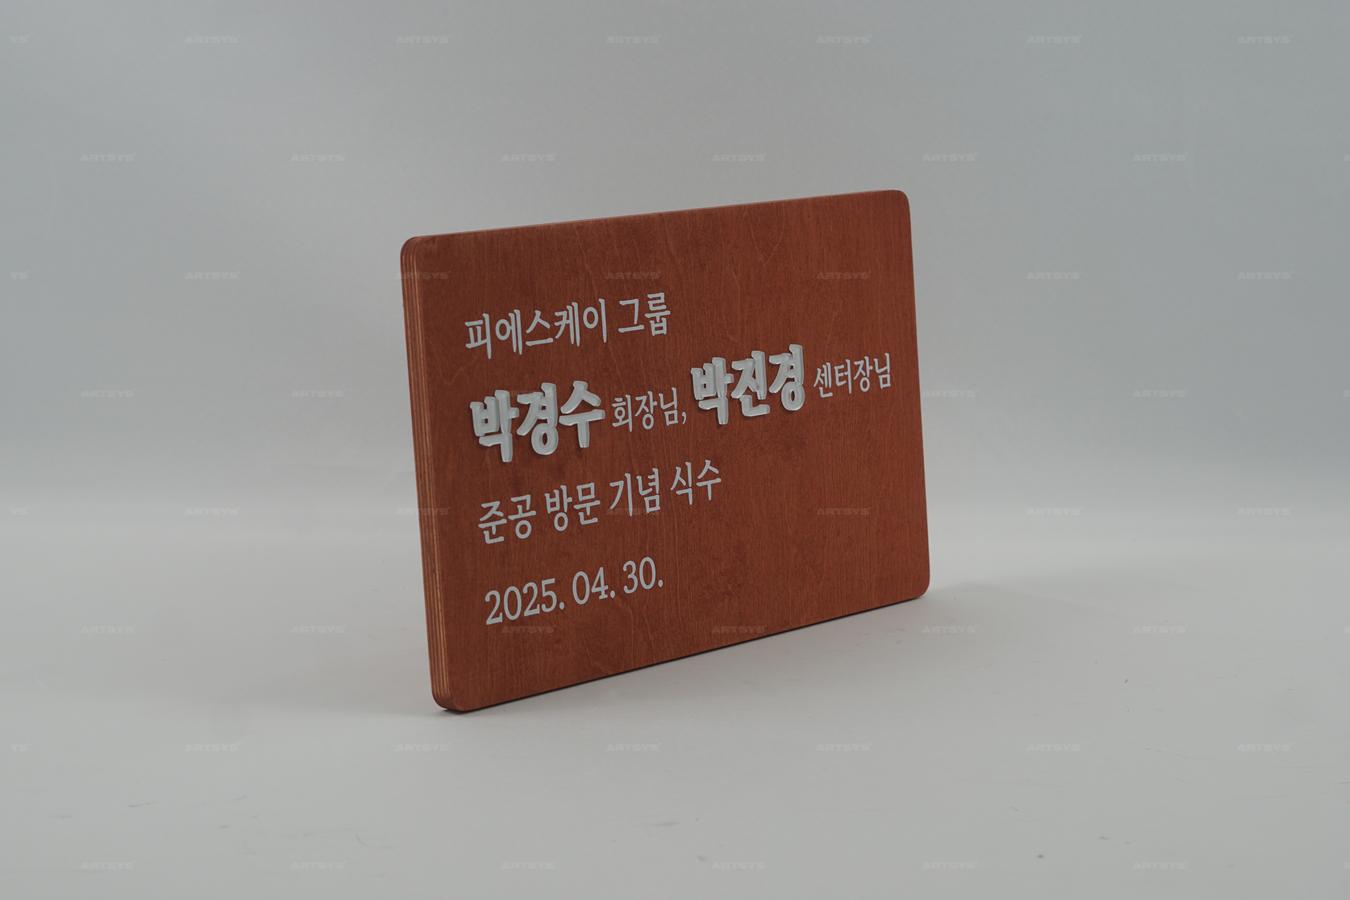 피에스케이 그룹
박경수 회장님, 박진경 센터장님
준공 방문 기념 식수
2025. 04. 30.
ARTSYS